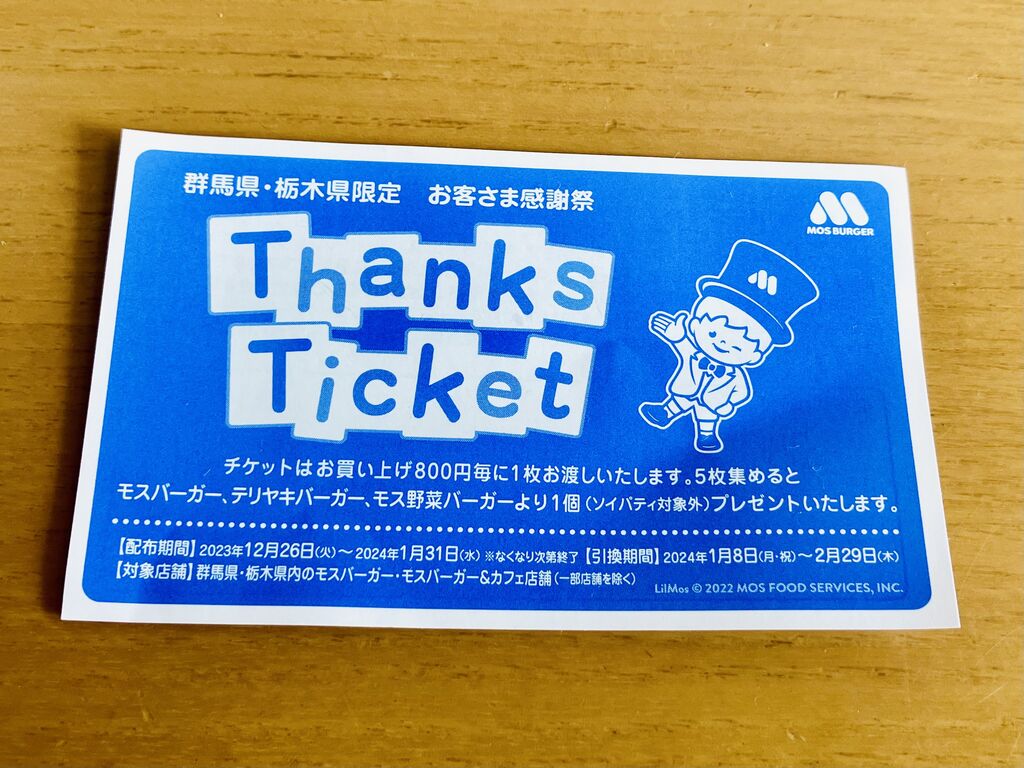 群馬県・栃木県限定 お客さま感謝祭
MOS BURGER
Thanks
Ticket
チケットはお買い上げ800円毎に1枚お渡しいたします。5枚集めると
モスバーガー、テリヤキバーガー、モス野菜バーガーより1個(ソイパティ対象外)プレゼントいたします。
【配布期間】2023年12月26日(火)～2024年1月31日(水) ※なくなり次第終了 【引換期間】2024年1月8日(月・祝)～2月29日(木)
【対象店舗】群馬県・栃木県内のモスバーガー・モスバーガー&カフェ店舗(一部店舗を除く)
LilMos © 2022 MOS FOOD SERVICES, INC.